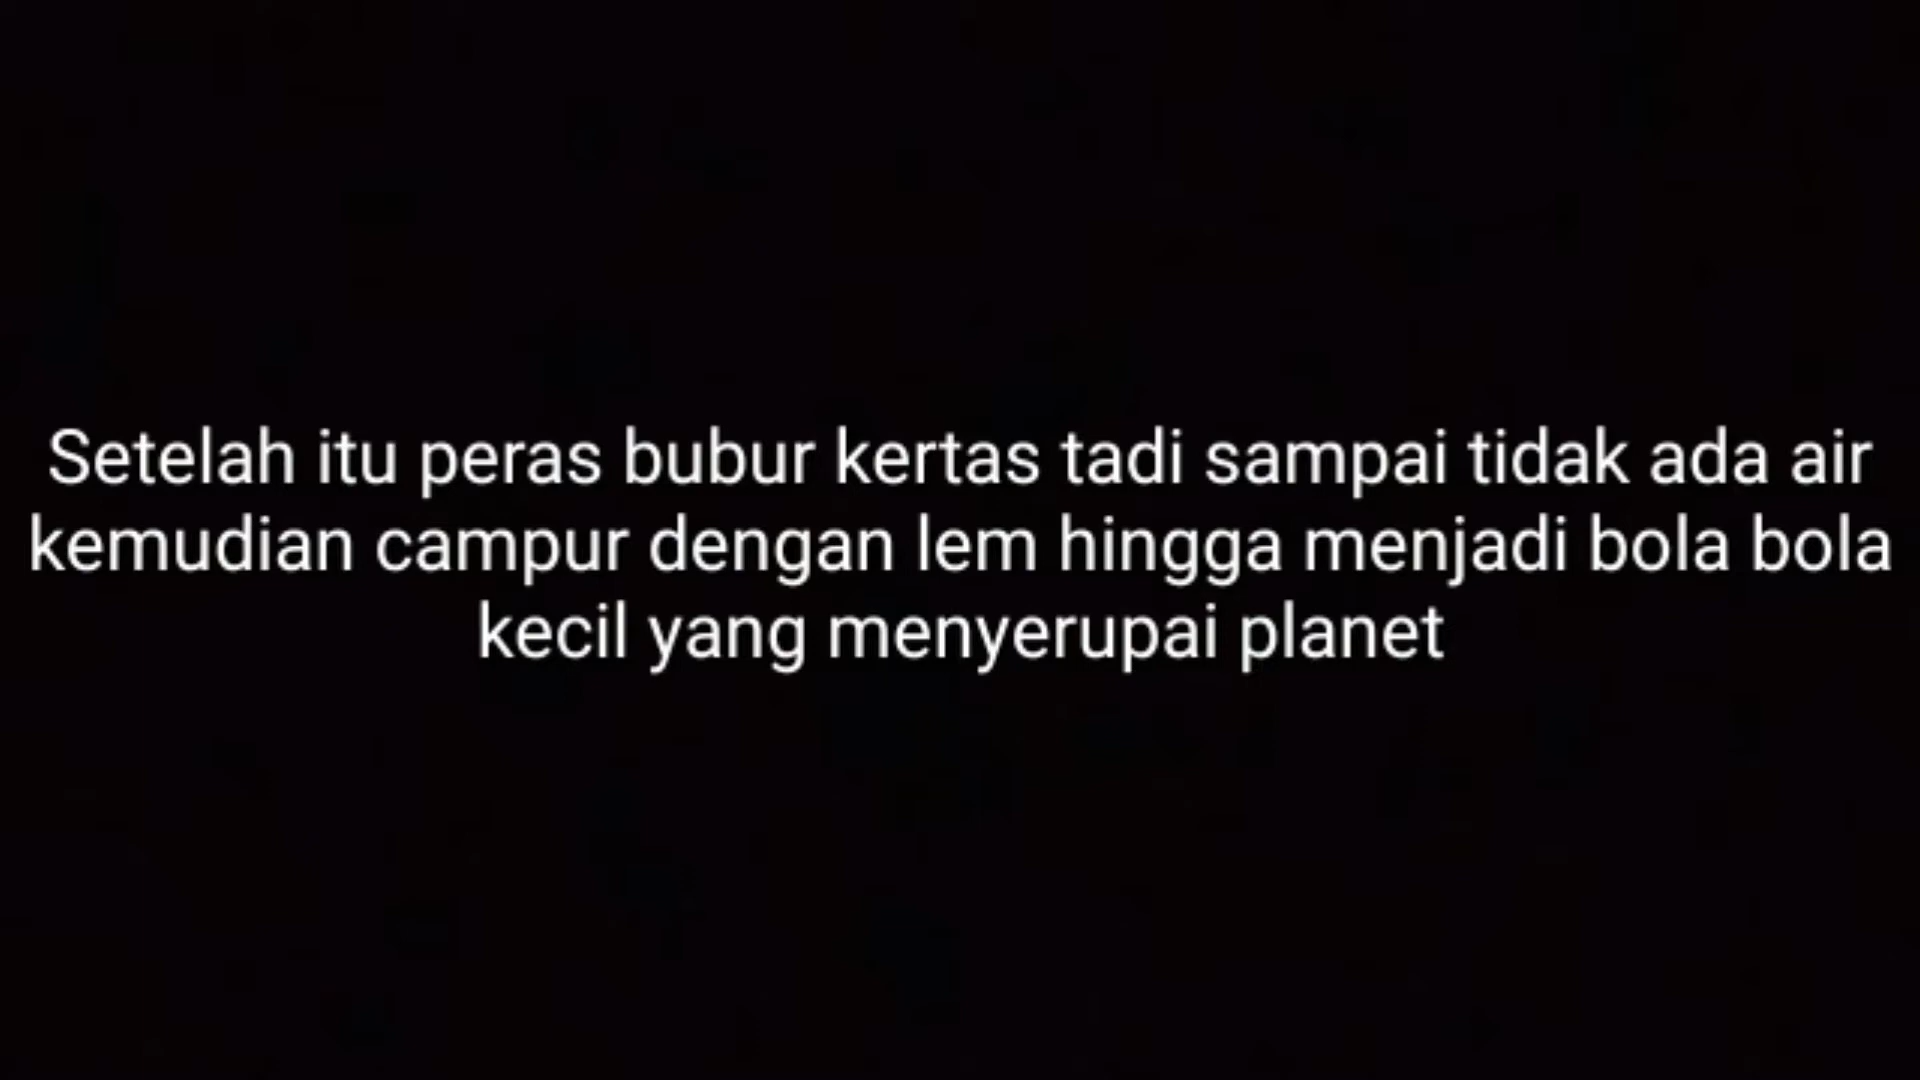 Setelah itu peras bubur kertas tadi sampai tidak ada air
kemudian campur dengan lem hingga menjadi bola bola
kecil yang menyerupai planet